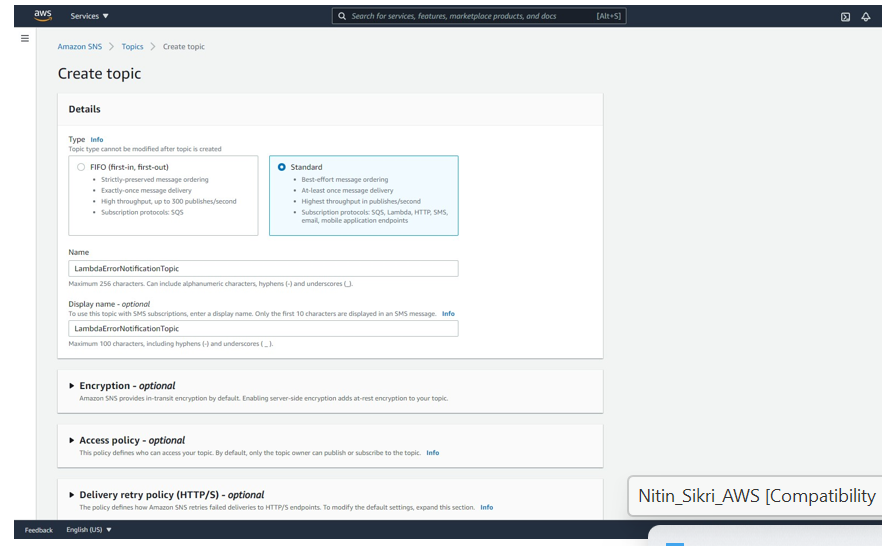 aws Services ▼ Search for services, features, marketplace products, and docs [Alt+S]
Amazon SNS > Topics > Create topic
Create topic
Details
Type Info
Topic type cannot be modified after topic is created
FIFO (first-in, first-out)
• Strictly-preserved message ordering
• Exactly-once message delivery
• High throughput, up to 300 publishes/second
• Subscription protocols: SQS
Standard
• Best-effort message ordering
• At-least once message delivery
• Highest throughput in publishes/second
• Subscription protocols: SQS, Lambda, HTTP, SMS,
email, mobile application endpoints
Name
LambdaErrorNotificationTopic
Maximum 256 characters. Can include alphanumeric characters, hyphens (-) and underscores (_).
Display name - optional
To use this topic with SMS subscriptions, enter a display name. Only the first 10 characters are displayed in an SMS message. Info
LambdaErrorNotificationTopic
Maximum 100 characters, including hyphens (-) and underscores (_).
Encryption - optional
Amazon SNS provides in-transit encryption by default. Enabling server-side encryption adds at-rest encryption to your topic.
Access policy - optional
This policy defines who can access your topic. By default, only the topic owner can publish or subscribe to the topic. Info
Delivery retry policy (HTTP/S) - optional
The policy defines how Amazon SNS retries failed deliveries to HTTP/S endpoints. To modify the default settings, expand this section. Info
Nitin_Sikri_AWS [Compatibility
Feedback English (US) ▼